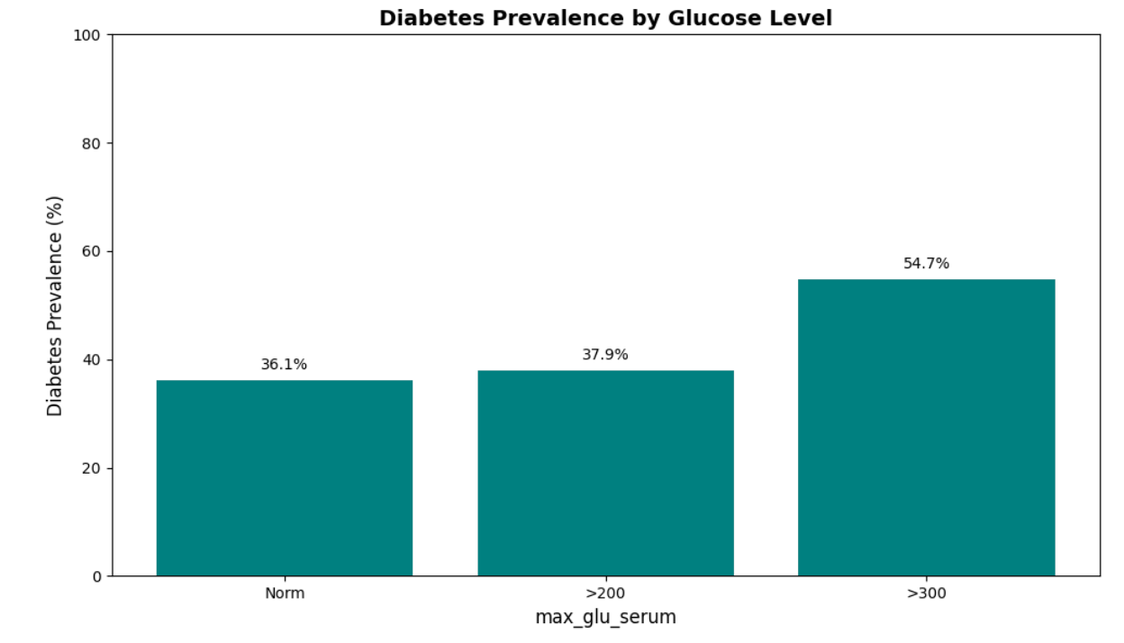 Diabetes Prevalence by Glucose Level
Diabetes Prevalence (%)
100
80
60
40
20
0
36.1%
37.9%
54.7%
Norm
>200
>300
max_glu_serum